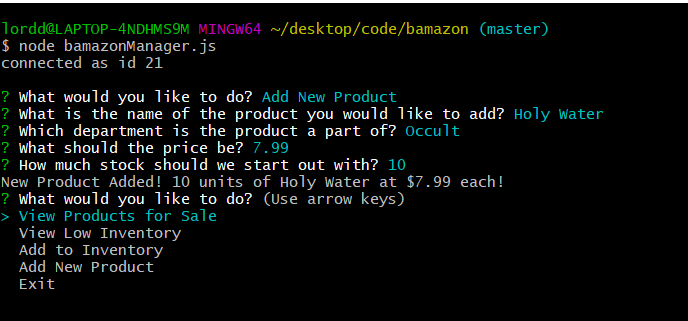 lordd@LAPTOP-4NDHMS9M MINGW64 ~/desktop/code/bamazon (master)
$ node bamazonManager.js
connected as id 21
? What would you like to do? Add New Product
? What is the name of the product you would like to add? Holy Water
? Which department is the product a part of? Occult
? What should the price be? 7.99
? How much stock should we start out with? 10
New Product Added! 10 units of Holy Water at $7.99 each!
? What would you like to do? (Use arrow keys)
> View Products for Sale
View Low Inventory
Add to Inventory
Add New Product
Exit